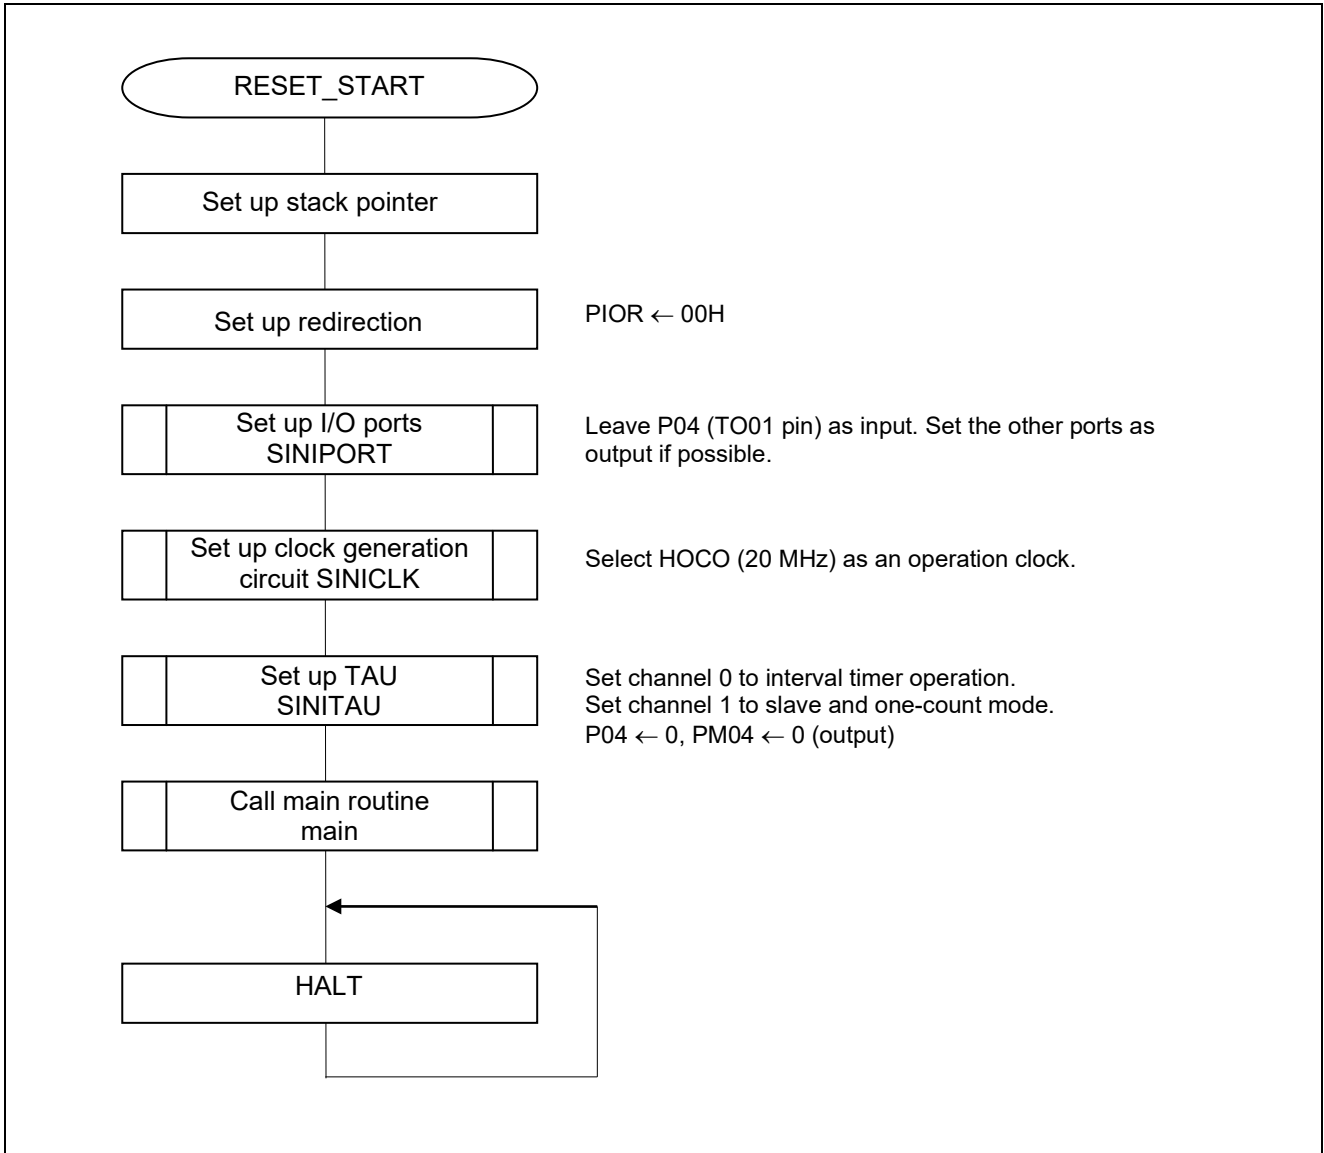 RESET_START
Set up stack pointer
Set up redirection
PIOR ← 00H
Set up I/O ports
SINIPORT
Leave P04 (TO01 pin) as input. Set the other ports as
output if possible.
Set up clock generation
circuit SINICLK
Select HOCO (20 MHz) as an operation clock.
Set up TAU
SINITAU
Set channel 0 to interval timer operation.
Set channel 1 to slave and one-count mode.
P04 ← 0, PM04 ← 0 (output)
Call main routine
main
HALT